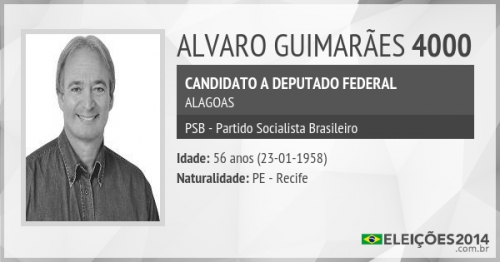 ALVARO GUIMARÃES 4000
CANDIDATO A DEPUTADO FEDERAL
ALAGOAS
PSB - Partido Socialista Brasileiro
Idade: 56 anos (23-01-1958)
Naturalidade: PE - Recife
ELEIÇÕES2014
.com.br